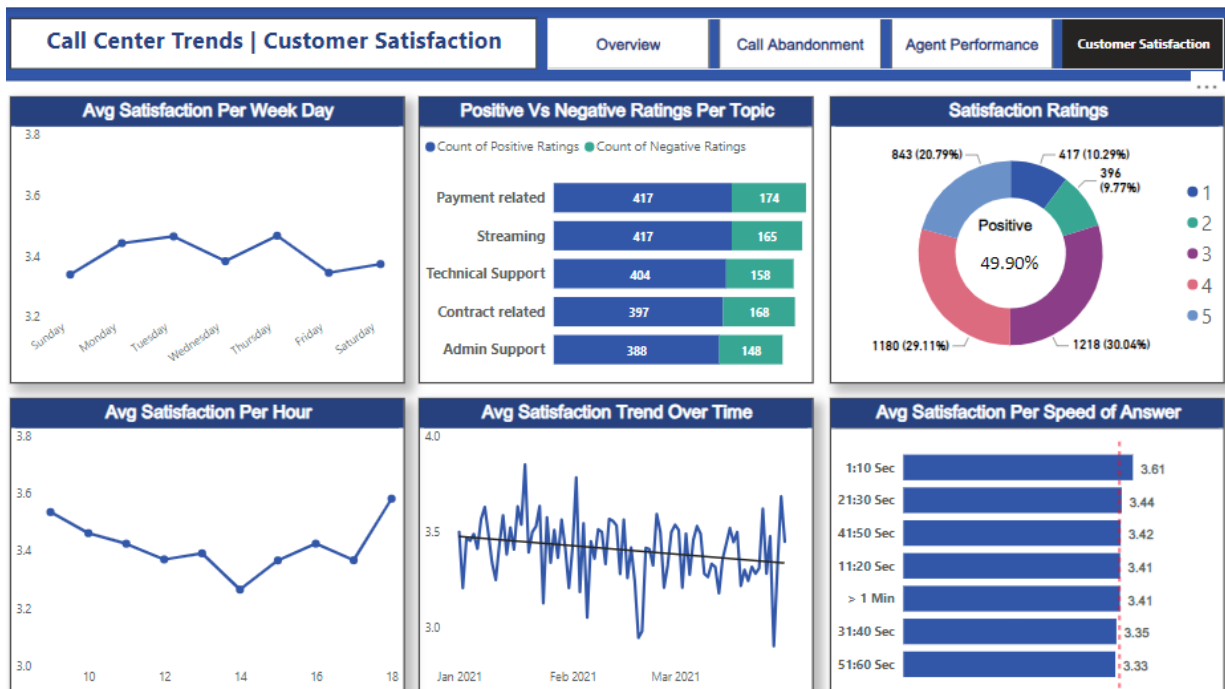 Call Center Trends | Customer Satisfaction
Overview
Call Abandonment
Agent Performance
Customer Satisfaction
...
Avg Satisfaction Per Week Day
3.8
3.6
3.4
3.2
Sunday
Monday
Tuesday
Wednesday
Thursday
Friday
Saturday
Positive Vs Negative Ratings Per Topic
Count of Positive Ratings Count of Negative Ratings
Payment related 417 174
Streaming 417 165
Technical Support 404 158
Contract related 397 168
Admin Support 388 148
Satisfaction Ratings
843 (20.79%)
417 (10.29%)
396
(9.77%)
Positive
49.90%
1180 (29.11%)
1218 (30.04%)
1
2
3
4
5
Avg Satisfaction Per Hour
3.8
3.6
3.4
3.2
3.0
10 12 14 16 18
Avg Satisfaction Trend Over Time
4.0
3.5
3.0
Jan 2021 Feb 2021 Mar 2021
Avg Satisfaction Per Speed of Answer
1:10 Sec 3.61
21:30 Sec 3.44
41:50 Sec 3.42
11:20 Sec 3.41
> 1 Min 3.41
31:40 Sec 3.35
51:60 Sec 3.33